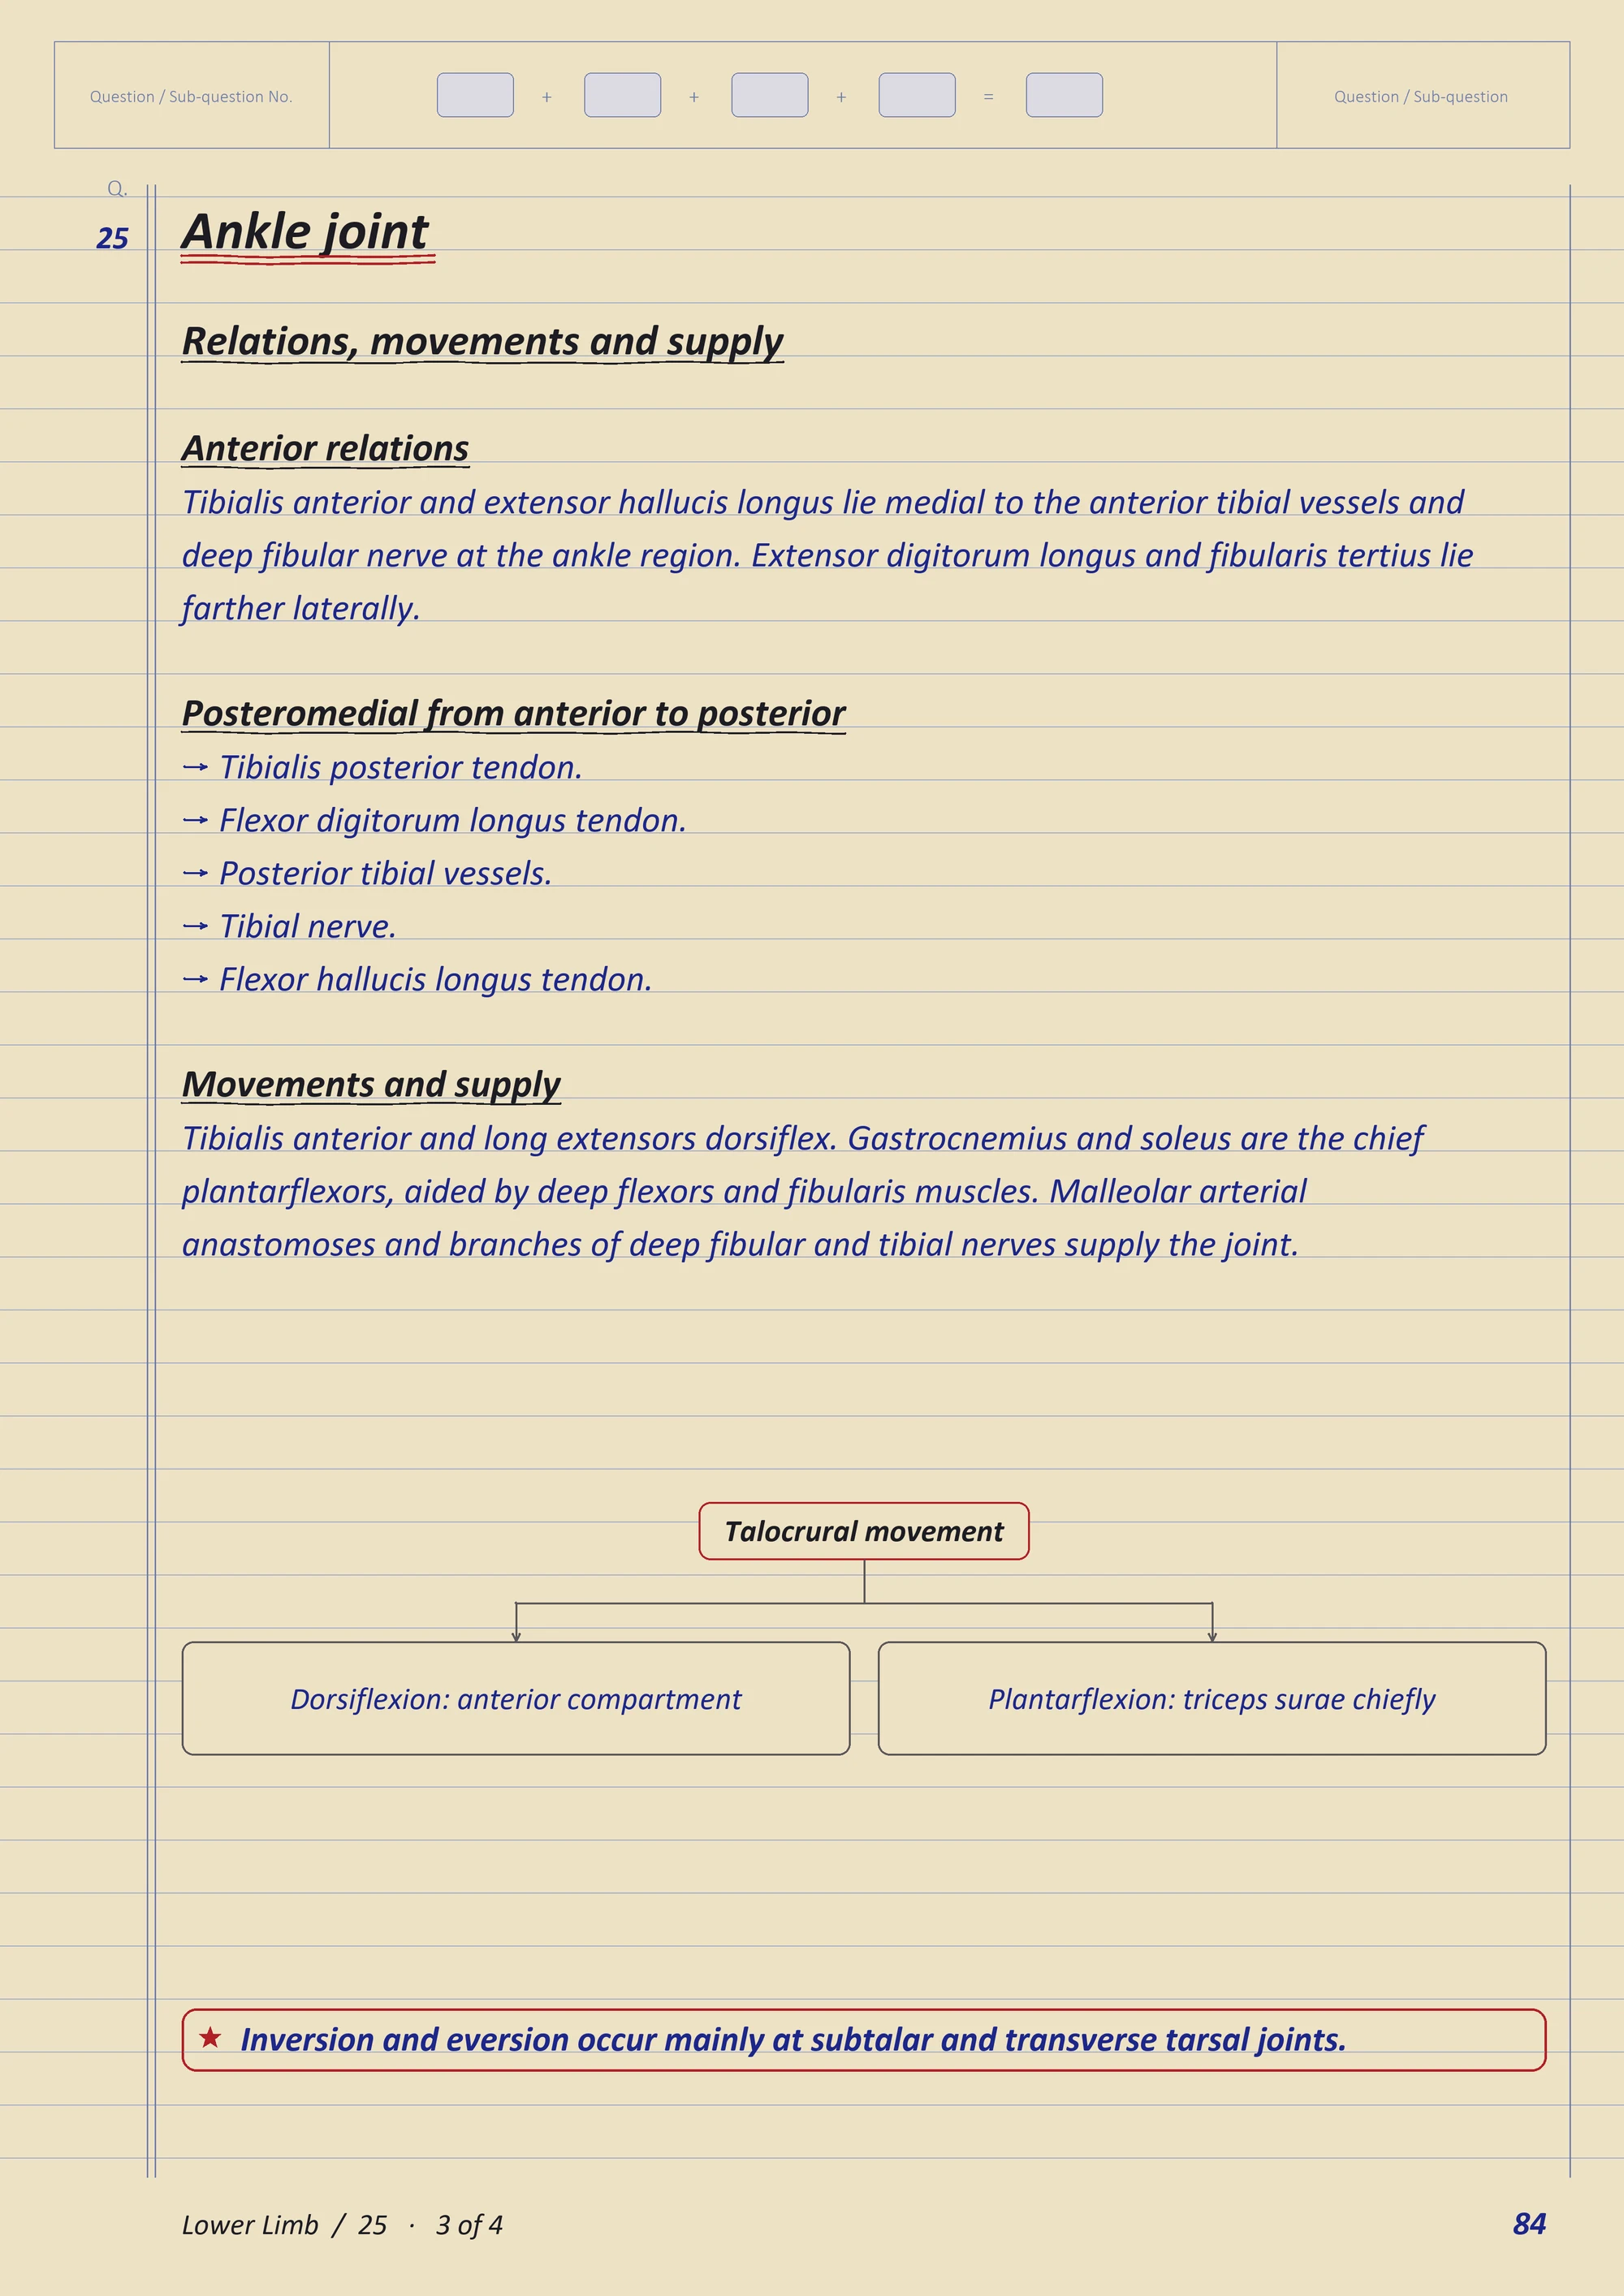 Question / Sub-question No.
+ + + =
Question / Sub-question
Q.
25
Ankle joint
Relations, movements and supply
Anterior relations
Tibialis anterior and extensor hallucis longus lie medial to the anterior tibial vessels and
deep fibular nerve at the ankle region. Extensor digitorum longus and fibularis tertius lie
farther laterally.
Posteromedial from anterior to posterior
→ Tibialis posterior tendon.
→ Flexor digitorum longus tendon.
→ Posterior tibial vessels.
→ Tibial nerve.
→ Flexor hallucis longus tendon.
Movements and supply
Tibialis anterior and long extensors dorsiflex. Gastrocnemius and soleus are the chief
plantarflexors, aided by deep flexors and fibularis muscles. Malleolar arterial
anastomoses and branches of deep fibular and tibial nerves supply the joint.
Talocrural movement
Dorsiflexion: anterior compartment
Plantarflexion: triceps surae chiefly
★ Inversion and eversion occur mainly at subtalar and transverse tarsal joints.
Lower Limb / 25 · 3 of 4
84